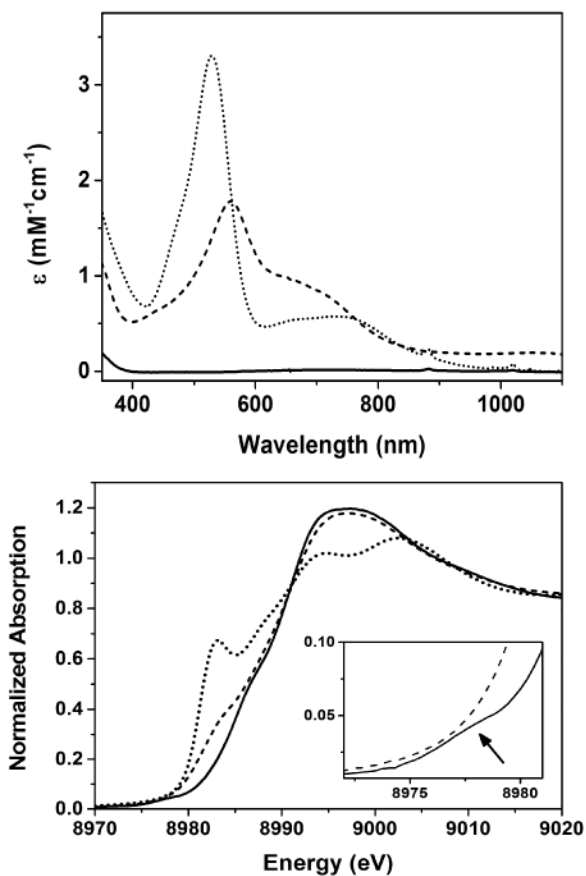 3
2
1
0
ε (mM⁻¹cm⁻¹)
400 600 800 1000
Wavelength (nm)
1.2
1.0
0.8
0.6
0.4
0.2
0.0
Normalized Absorption
0.10
0.05
8975 8980
8970 8980 8990 9000 9010 9020
Energy (eV)